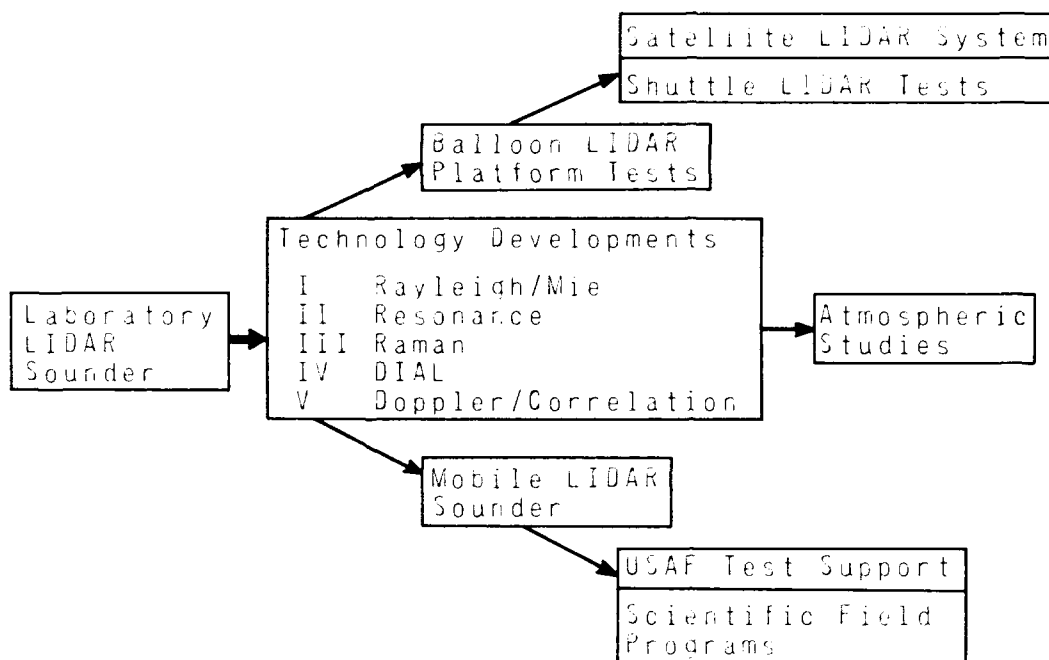 Satellite LIDAR System
Shuttle LIDAR Tests
Balloon LIDAR
Platform Tests
Technology Developments
I Rayleigh/Mie
II Resonance
III Raman
IV DIAL
V Doppler/Correlation
Laboratory
LIDAR
Sounder
Atmospheric
Studies
Mobile LIDAR
Sounder
USAF Test Support
Scientific Field
Programs